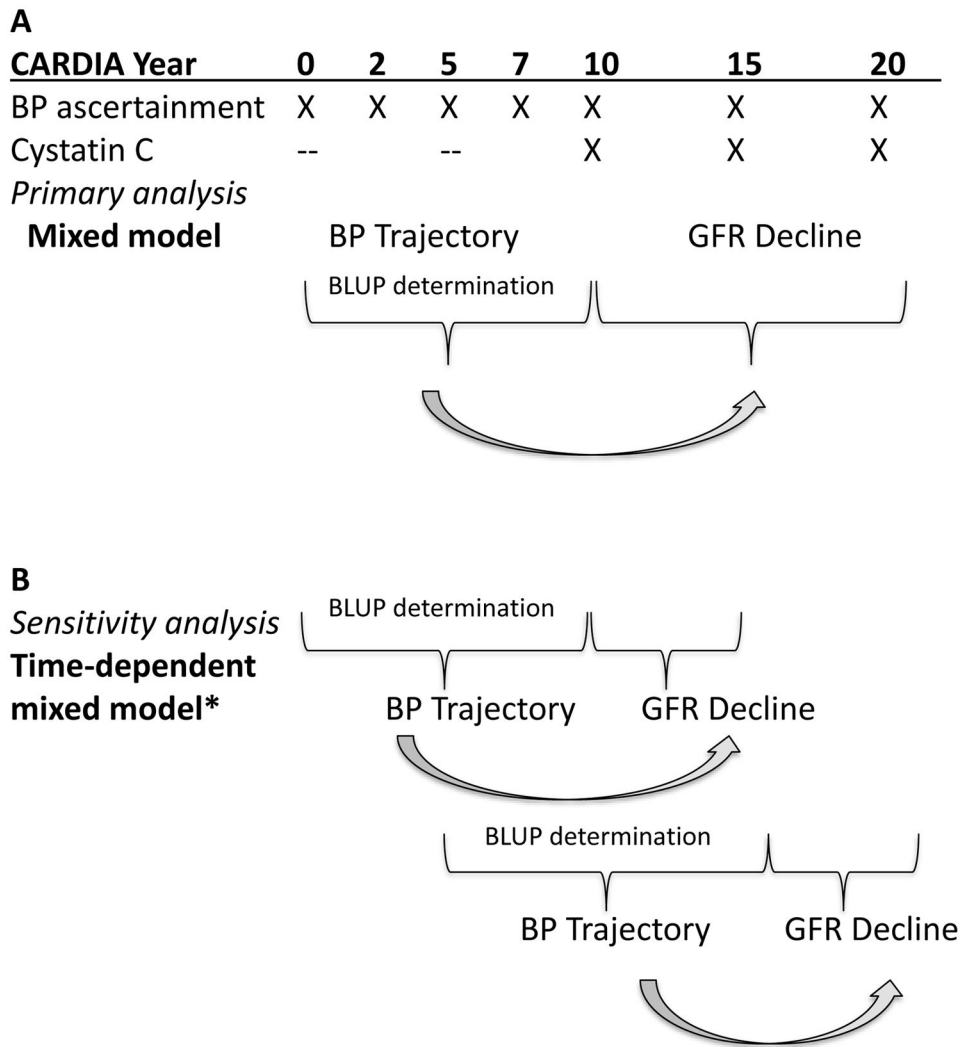 A
CARDIA Year 0 2 5 7 10 15 20
BP ascertainment X X X X X X X
Cystatin C -- -- X X X
Primary analysis
Mixed model BP Trajectory GFR Decline
BLUP determination
B
BLUP determination
Sensitivity analysis
Time-dependent
mixed model* BP Trajectory GFR Decline
BLUP determination
BP Trajectory GFR Decline